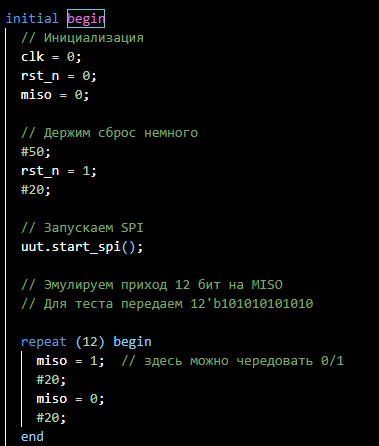 initial begin
// Инициализация
clk = 0;
rst_n = 0;
miso = 0;
// Держим сброс немного
#50;
rst_n = 1;
#20;
// Запускаем SPI
uut.start_spi();
// Эмулируем приход 12 бит на MISO
// Для теста передаем 12'b101010101010
repeat (12) begin
miso = 1;  // здесь можно чередовать 0/1
#20;
miso = 0;
#20;
end